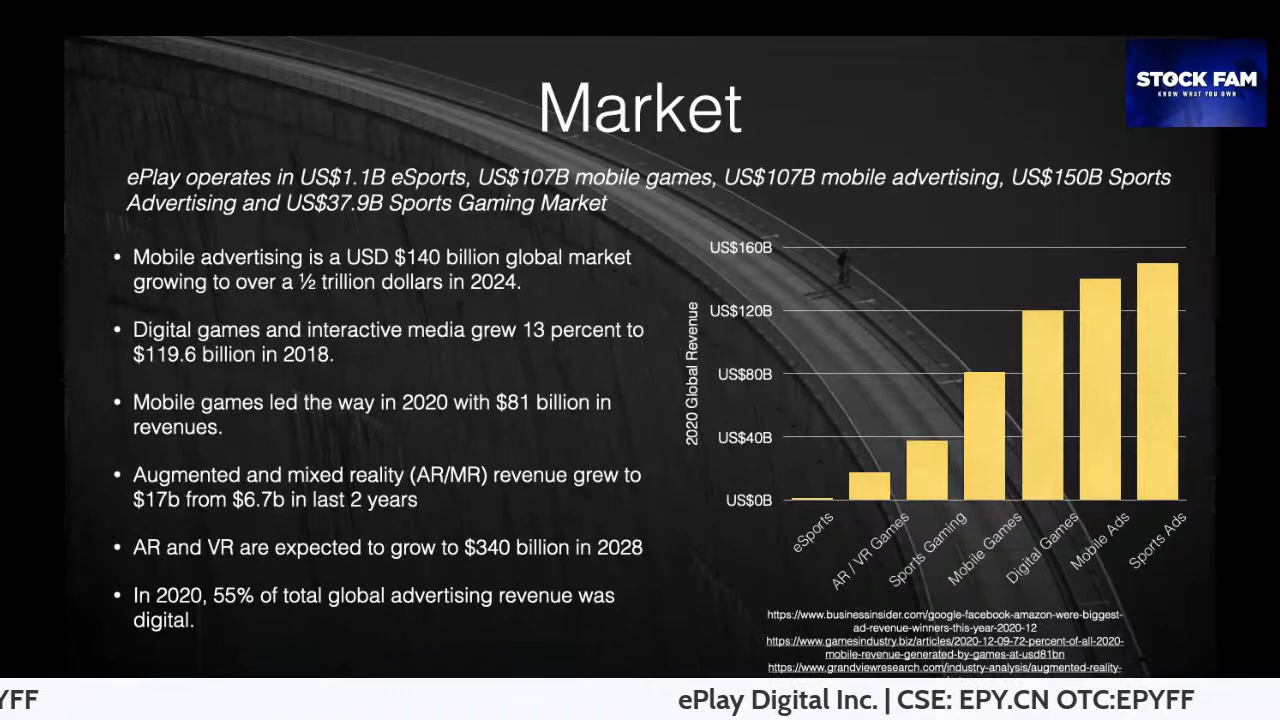 STOCK FAM
KNOW WHAT YOU OWN
Market
ePlay operates in US$1.1B eSports, US$107B mobile games, US$107B mobile advertising, US$150B Sports
Advertising and US$37.9B Sports Gaming Market
• Mobile advertising is a USD $140 billion global market
growing to over a ½ trillion dollars in 2024.
• Digital games and interactive media grew 13 percent to
$119.6 billion in 2018.
• Mobile games led the way in 2020 with $81 billion in
revenues.
• Augmented and mixed reality (AR/MR) revenue grew to
$17b from $6.7b in last 2 years
• AR and VR are expected to grow to $340 billion in 2028
• In 2020, 55% of total global advertising revenue was
digital.
2020 Global Revenue
US$160B
US$120B
US$80B
US$40B
US$0B
eSports
AR / VR Games
Sports Gaming
Mobile Games
Digital Games
Mobile Ads
Sports Ads
https://www.businessinsider.com/google-facebook-amazon-were-biggest-
ad-revenue-winners-this-year-2020-12
https://www.gamesindustry.biz/articles/2020-12-09-72-percent-of-all-2020-
mobile-revenue-generated-by-games-at-usd81bn
https://www.grandviewresearch.com/industry-analysis/augmented-reality-
YFF
ePlay Digital Inc. | CSE: EPY.CN OTC:EPYFF